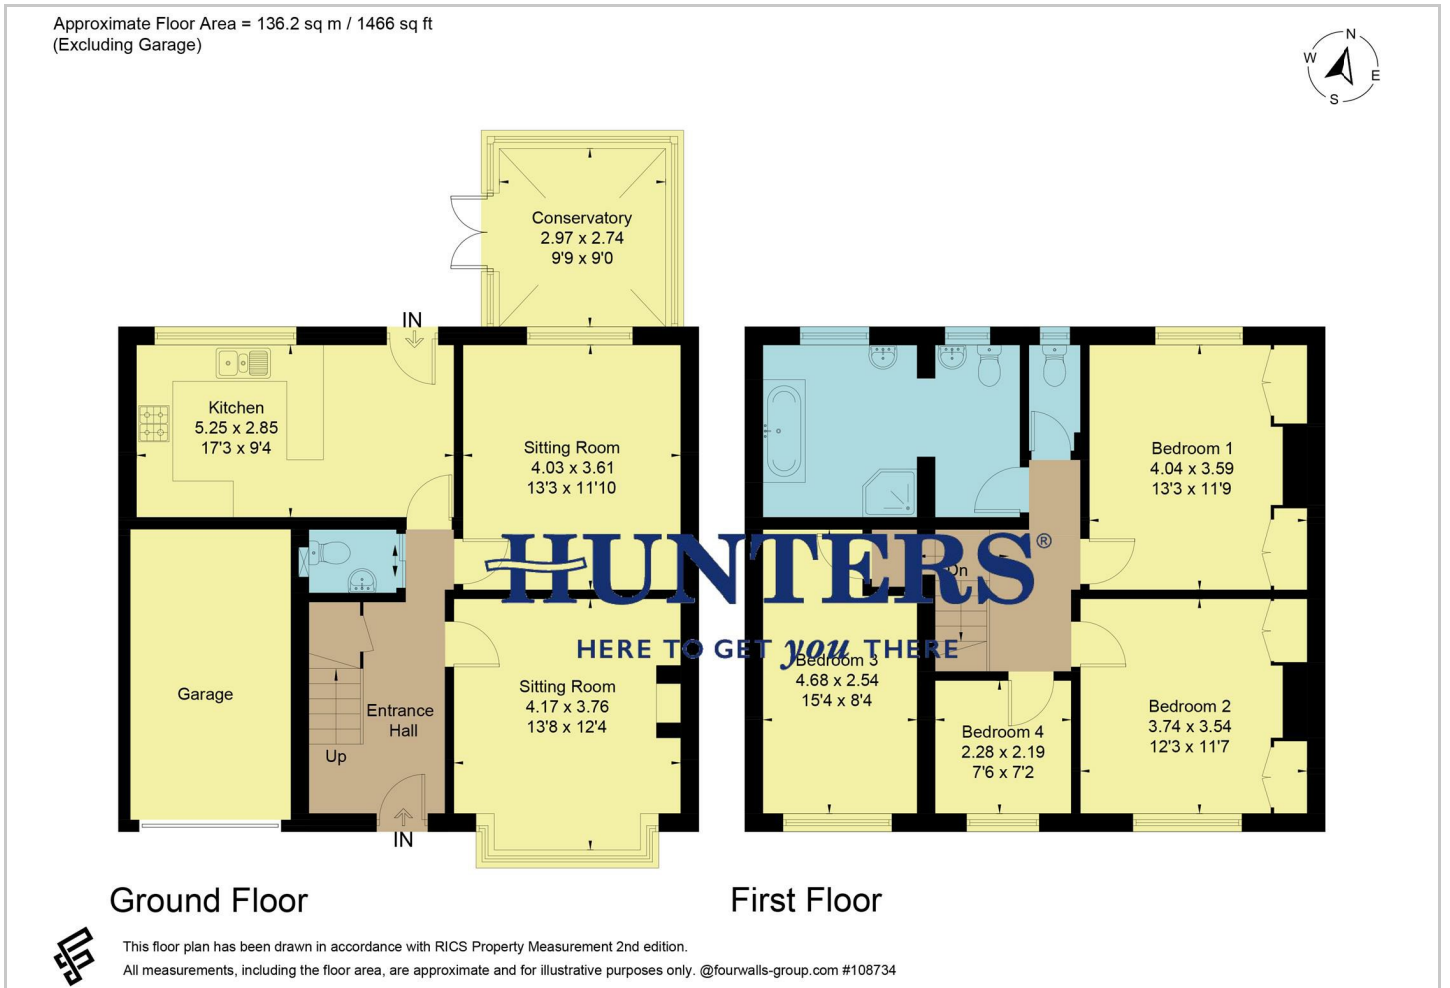 Approximate Floor Area = 136.2 sq m / 1466 sq ft
(Excluding Garage)
N
W
E
S
Conservatory
2.97 x 2.74
9'9 x 9'0
IN
Kitchen
5.25 x 2.85
17'3 x 9'4
Sitting Room
4.03 x 3.61
13'3 x 11'10
Bedroom 1
4.04 x 3.59
13'3 x 11'9
HUNTERS®
HERE TO GET you THERE
Dn
Garage
Entrance
Hall
Up
Sitting Room
4.17 x 3.76
13'8 x 12'4
Bedroom 3
4.68 x 2.54
15'4 x 8'4
Bedroom 4
2.28 x 2.19
7'6 x 7'2
Bedroom 2
3.74 x 3.54
12'3 x 11'7
IN
Ground Floor
First Floor
This floor plan has been drawn in accordance with RICS Property Measurement 2nd edition.
All measurements, including the floor area, are approximate and for illustrative purposes only. @fourwalls-group.com #108734